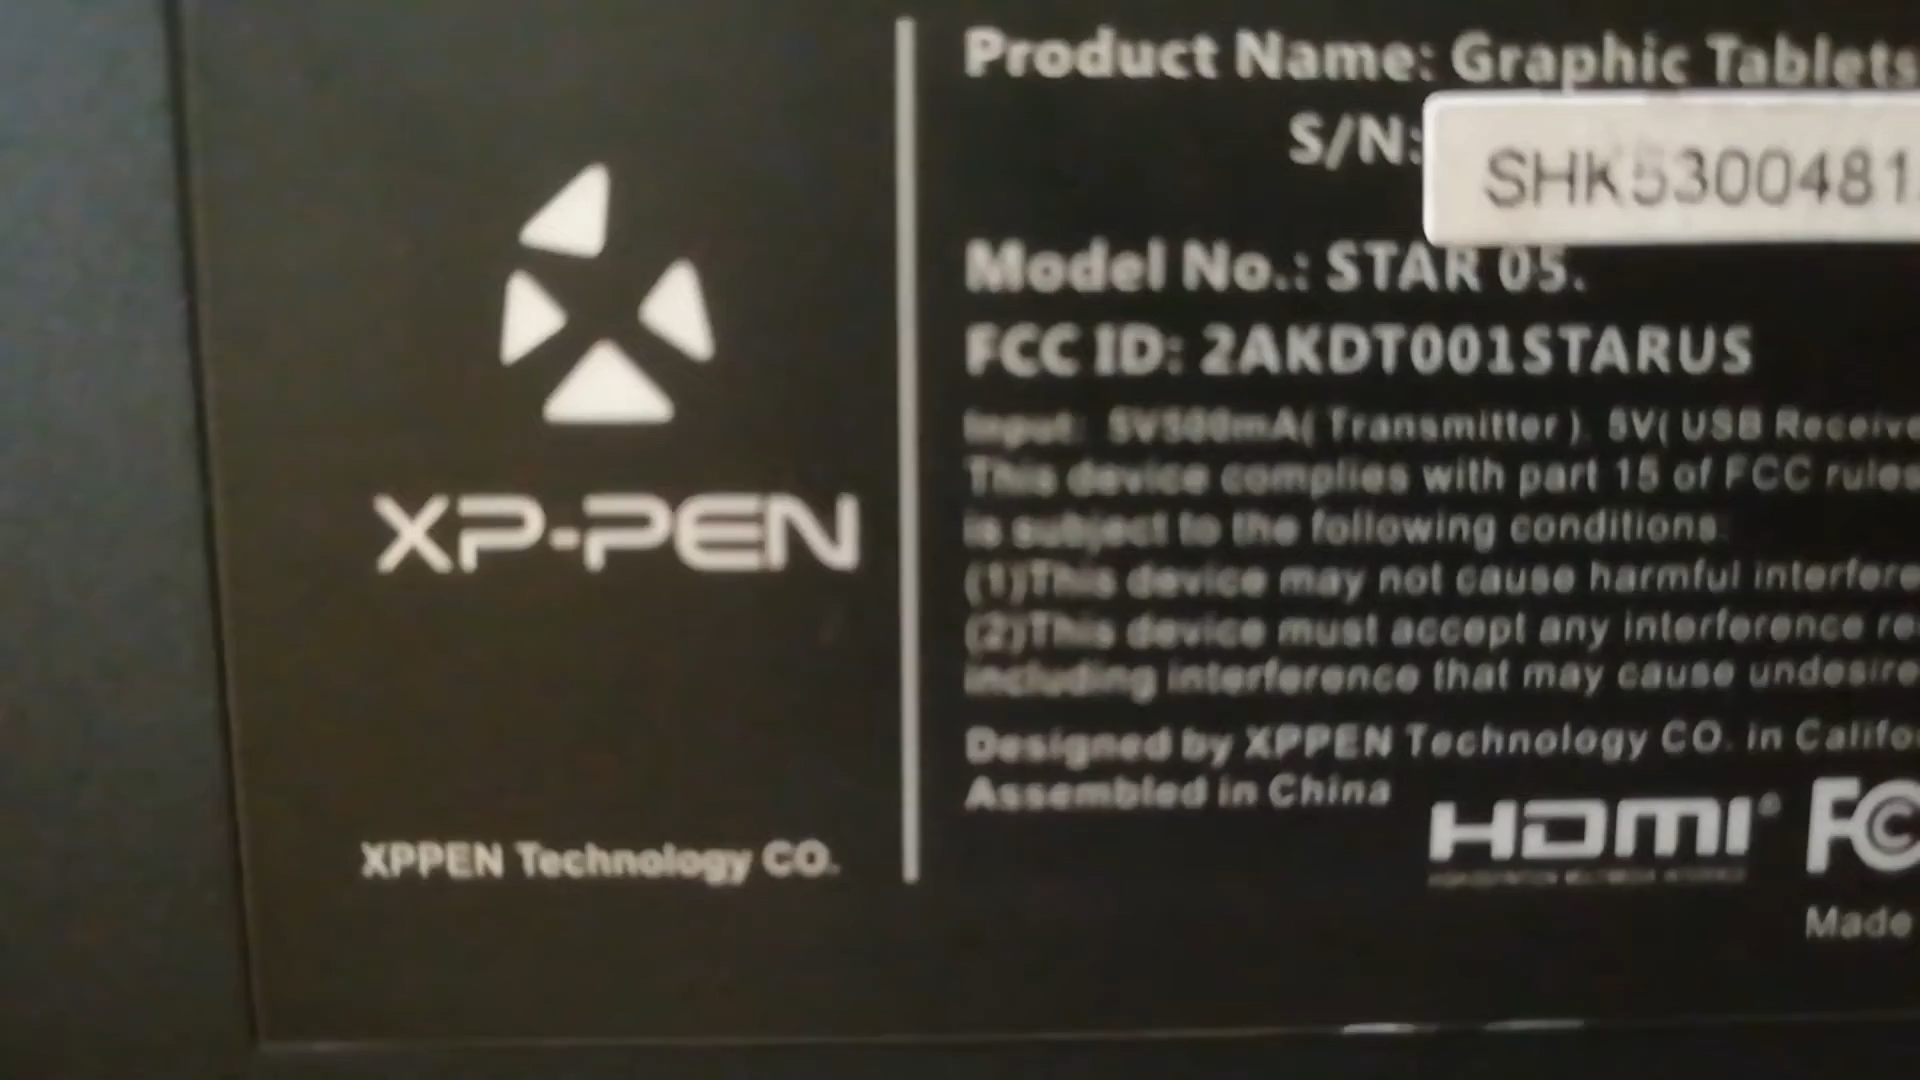 XP-PEN
XPPEN Technology CO.
Product Name: Graphic Tablets
S/N: SHK5300481
Model No.: STAR 05.
FCC ID: 2AKDT001STARUS
Input: 5V500mA( Transmitter ) 5V( USB Receive
This device complies with part 15 of FCC rules
is subject to the following conditions:
(1)This device may not cause harmful interfere
(2)This device must accept any interference re
including interference that may cause undesire
Designed by XPPEN Technology CO. in Califo
Assembled in China
HDMI
FC
Made